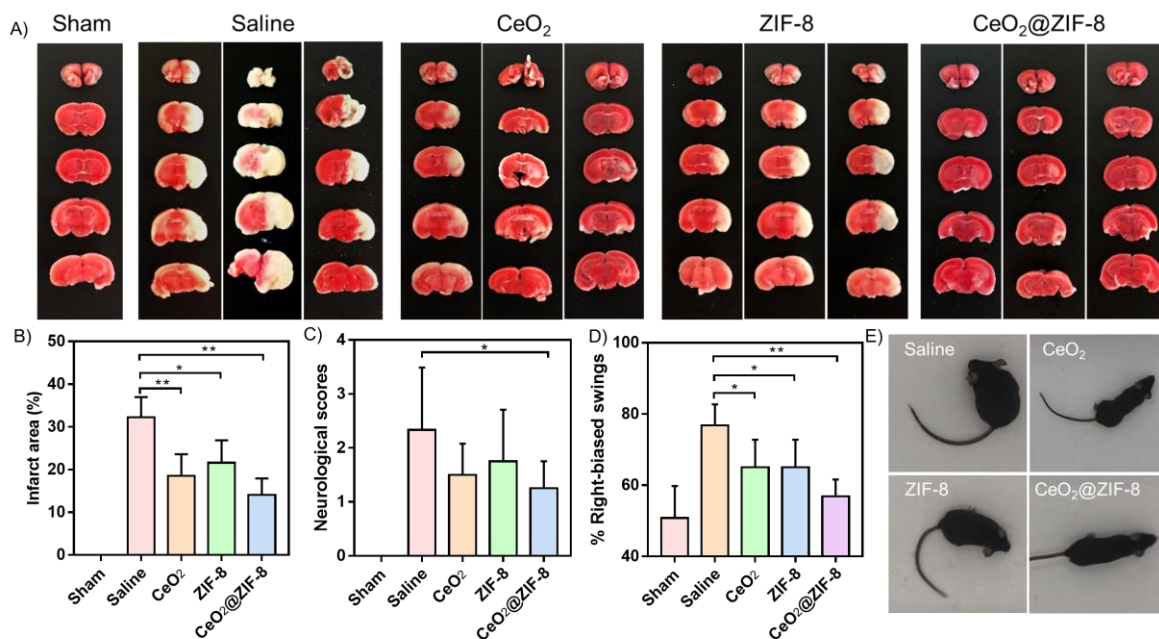 A)
Sham
Saline
CeO₂
ZIF-8
CeO₂@ZIF-8
B)
Infarct area (%)
50
40
30
20
10
0
**
*
**
Sham
Saline
CeO₂
ZIF-8
CeO₂@ZIF-8
C)
Neurological scores
4
3
2
1
0
*
Sham
Saline
CeO₂
ZIF-8
CeO₂@ZIF-8
D)
% Right-biased swings
100
80
60
40
**
*
*
Sham
Saline
CeO₂
ZIF-8
CeO₂@ZIF-8
E)
Saline
CeO₂
ZIF-8
CeO₂@ZIF-8